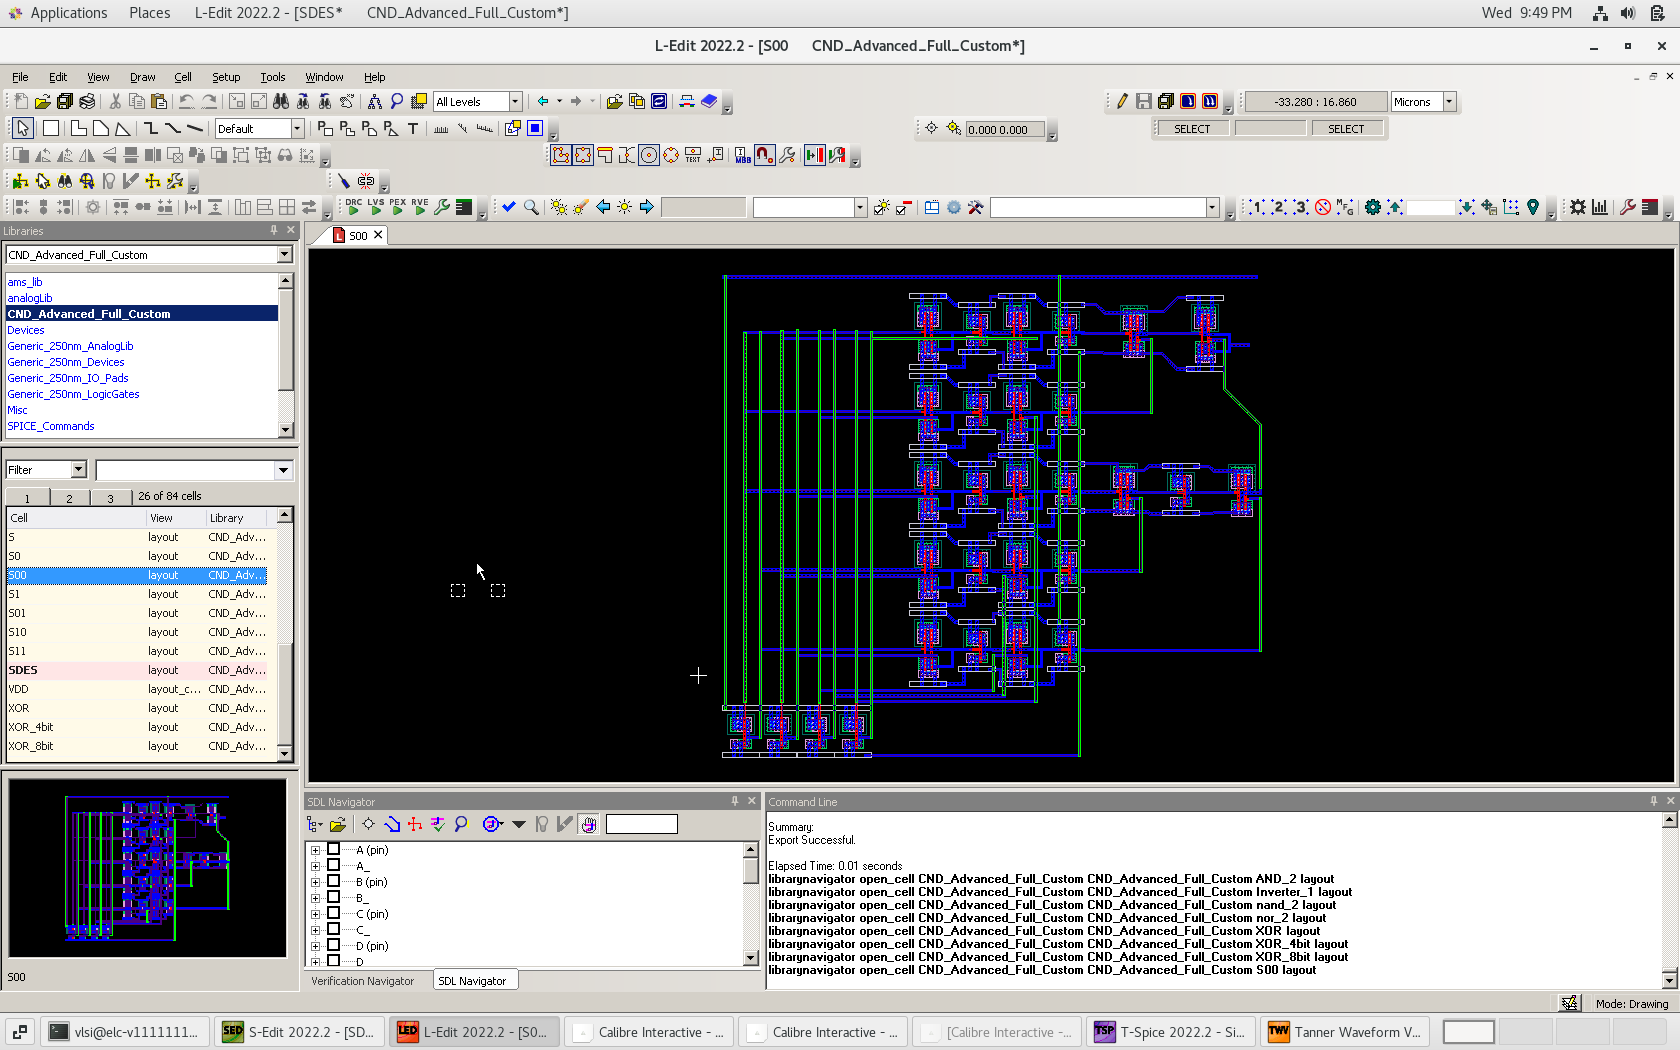 Applications Places L-Edit 2022.2 - [SDES* CND_Advanced_Full_Custom*] Wed 9:49 PM
L-Edit 2022.2 - [S00 CND_Advanced_Full_Custom*]
File Edit View Draw Cell Setup Tools Window Help
All Levels -33.280 : 16.860 Microns
Default 0.000 0.000 SELECT SELECT
TEXT MBB
DRC LVS PEX RVE 1 2 3
Libraries
S00
CND_Advanced_Full_Custom
ams_lib
analogLib
CND_Advanced_Full_Custom
Devices
Generic_250nm_AnalogLib
Generic_250nm_Devices
Generic_250nm_IO_Pads
Generic_250nm_LogicGates
Misc
SPICE_Commands
Filter
1 2 3 26 of 84 cells
Cell View Library
S layout CND_Adv...
S0 layout CND_Adv...
S00 layout CND_Adv...
S1 layout CND_Adv...
S01 layout CND_Adv...
S10 layout CND_Adv...
S11 layout CND_Adv...
SDES layout CND_Adv...
VDD layout_c... CND_Adv...
XOR layout CND_Adv...
XOR_4bit layout CND_Adv...
XOR_8bit layout CND_Adv...
S00
SDL Navigator
A (pin)
A_
B (pin)
B_
C (pin)
C_
D (pin)
D
Verification Navigator SDL Navigator
Command Line
Summary:
Export Successful.
Elapsed Time: 0.01 seconds
librarynavigator open_cell CND_Advanced_Full_Custom CND_Advanced_Full_Custom AND_2 layout
librarynavigator open_cell CND_Advanced_Full_Custom CND_Advanced_Full_Custom Inverter_1 layout
librarynavigator open_cell CND_Advanced_Full_Custom CND_Advanced_Full_Custom nand_2 layout
librarynavigator open_cell CND_Advanced_Full_Custom CND_Advanced_Full_Custom nor_2 layout
librarynavigator open_cell CND_Advanced_Full_Custom CND_Advanced_Full_Custom XOR layout
librarynavigator open_cell CND_Advanced_Full_Custom CND_Advanced_Full_Custom XOR_4bit layout
librarynavigator open_cell CND_Advanced_Full_Custom CND_Advanced_Full_Custom XOR_8bit layout
librarynavigator open_cell CND_Advanced_Full_Custom CND_Advanced_Full_Custom S00 layout
Mode: Drawing
vlsi@elc-v1111111... S-Edit 2022.2 - [SD... L-Edit 2022.2 - [S0... Calibre Interactive - ... Calibre Interactive - ... [Calibre Interactive -... T-Spice 2022.2 - Si... Tanner Waveform V...